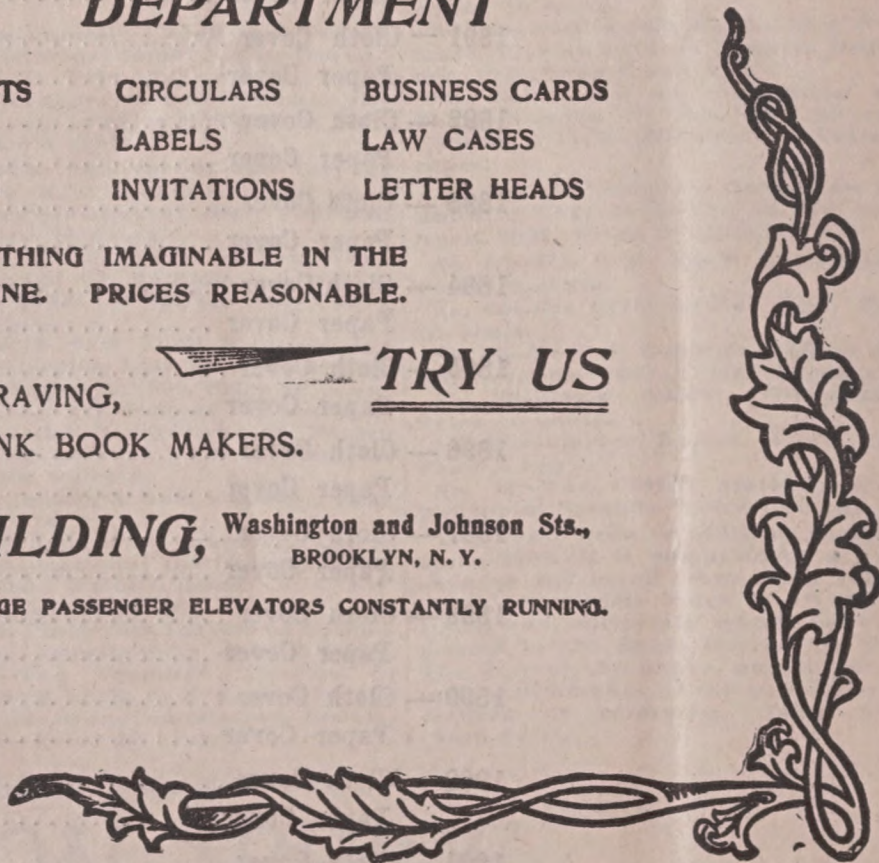 DEPARTMENT
TS CIRCULARS BUSINESS CARDS
LABELS LAW CASES
INVITATIONS LETTER HEADS
THING IMAGINABLE IN THE
NE. PRICES REASONABLE.
TRY US
RAVING,
NK BOOK MAKERS.
ILDING, Washington and Johnson Sts.,
BROOKLYN, N. Y.
GE PASSENGER ELEVATORS CONSTANTLY RUNNING.